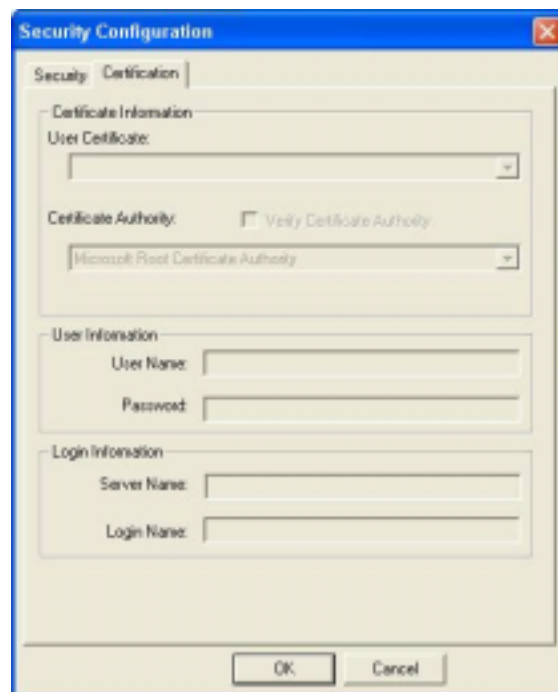 Security Configuration
Security Certification
Certificate Information
User Certificate:
Certificate Authority: Verify Certificate Authority
Microsoft Root Certificate Authority
User Information
User Name:
Password:
Login Information
Server Name:
Login Name:
OK Cancel